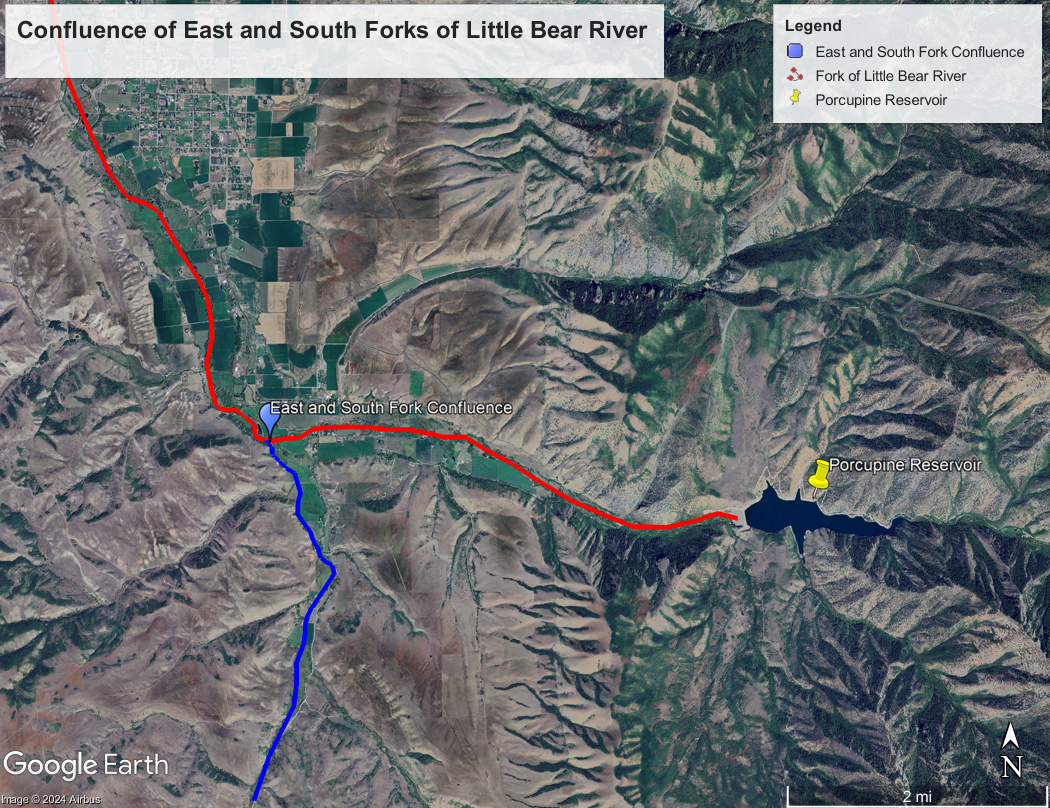 Confluence of East and South Forks of Little Bear River
Legend
East and South Fork Confluence
Fork of Little Bear River
Porcupine Reservoir
East and South Fork Confluence
Porcupine Reservoir
Google Earth
Image © 2024 Airbus
N
2 mi